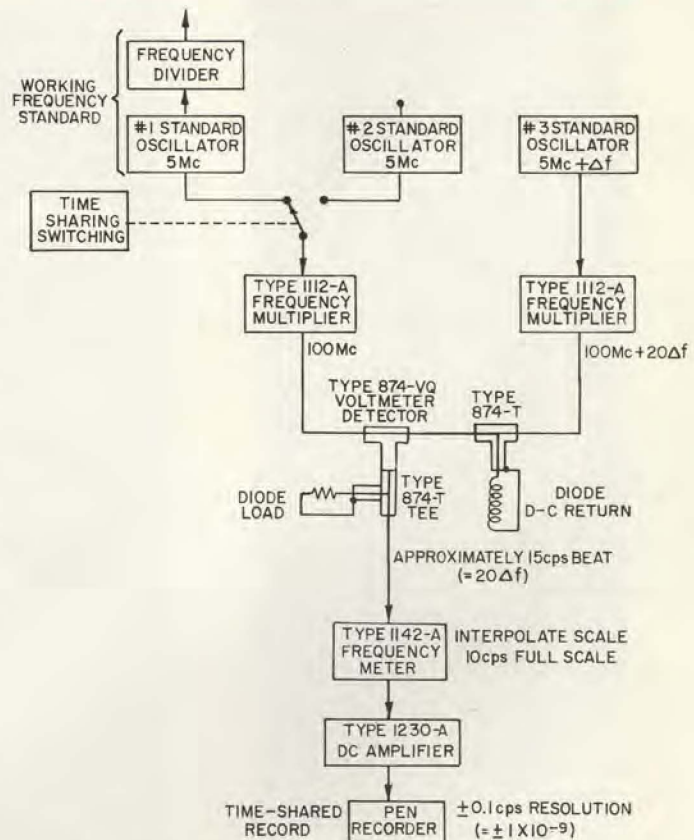 WORKING
FREQUENCY
STANDARD
FREQUENCY
DIVIDER
#1 STANDARD
OSCILLATOR
5Mc
#2 STANDARD
OSCILLATOR
5Mc
#3 STANDARD
OSCILLATOR
5Mc+Δf
TIME
SHARING
SWITCHING
TYPE 1112-A
FREQUENCY
MULTIPLIER
TYPE 1112-A
FREQUENCY
MULTIPLIER
100Mc
100Mc+20Δf
TYPE 874-VQ
VOLTMETER
DETECTOR
TYPE
874-T
DIODE
LOAD
TYPE
874-T
TEE
DIODE
D-C RETURN
APPROXIMATELY 15cps BEAT
(=20Δf)
TYPE 1142-A
FREQUENCY
METER
INTERPOLATE SCALE
10cps FULL SCALE
TYPE 1230-A
DC AMPLIFIER
TIME-SHARED
RECORD
PEN
RECORDER
±0.1cps RESOLUTION
(=±1X10⁻⁹)